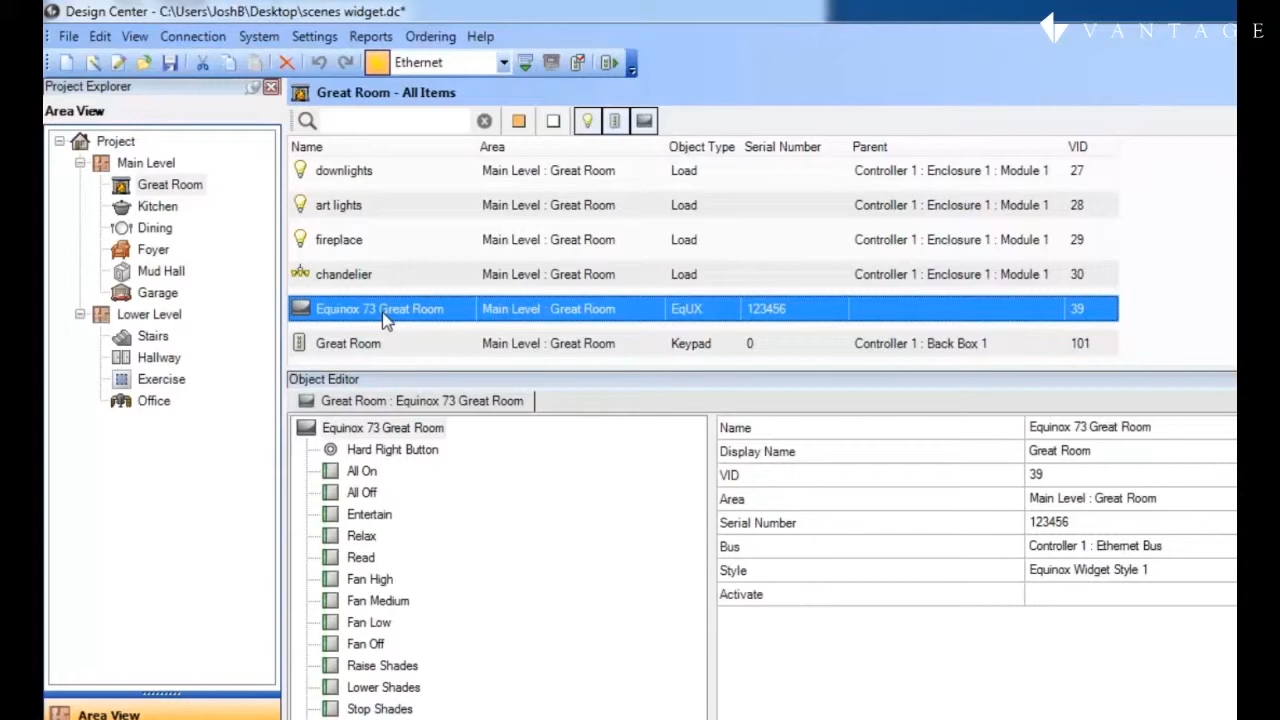 Design Center - C:\Users\JoshB\Desktop\scenes widget.dc*
VANTAGE
File Edit View Connection System Settings Reports Ordering Help
Ethernet
Project Explorer
Great Room - All Items
Area View
Name Area Object Type Serial Number Parent VID
Project
Main Level
Great Room
Kitchen
Dining
Foyer
Mud Hall
Garage
Lower Level
Stairs
Hallway
Exercise
Office
Area View
downlights Main Level : Great Room Load Controller 1 : Enclosure 1 : Module 1 27
art lights Main Level : Great Room Load Controller 1 : Enclosure 1 : Module 1 28
fireplace Main Level : Great Room Load Controller 1 : Enclosure 1 : Module 1 29
chandelier Main Level : Great Room Load Controller 1 : Enclosure 1 : Module 1 30
Equinox 73 Great Room Main Level : Great Room EqUX 123456 39
Great Room Main Level : Great Room Keypad 0 Controller 1 : Back Box 1 101
Object Editor
Great Room : Equinox 73 Great Room
Equinox 73 Great Room
Hard Right Button
All On
All Off
Entertain
Relax
Read
Fan High
Fan Medium
Fan Low
Fan Off
Raise Shades
Lower Shades
Stop Shades
Name Equinox 73 Great Room
Display Name Great Room
VID 39
Area Main Level : Great Room
Serial Number 123456
Bus Controller 1 : Ethernet Bus
Style Equinox Widget Style 1
Activate